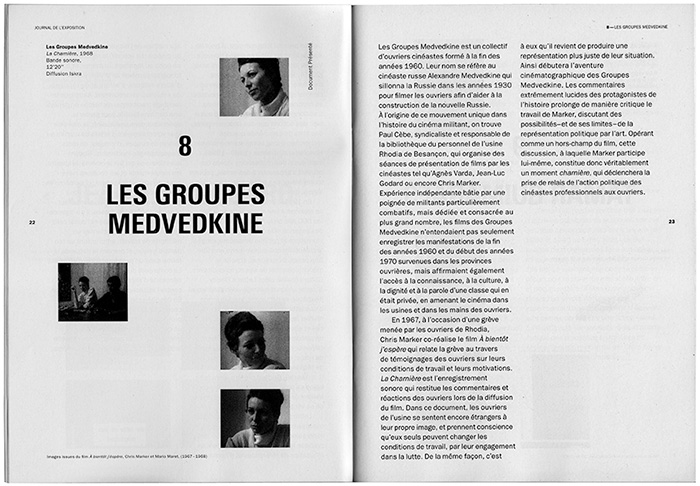 JOURNAL DE L'EXPOSITION
Les Groupes Medvedkine
La Charnière, 1968
Bande sonore,
12'20"
Diffusion Iskra
Document Présenté
8
LES GROUPES
MEDVEDKINE
22
Images issues du film À bientôt j'espère, Chris Marker et Mario Marret, (1967 - 1968)
8—LES GROUPES MEDVEDKINE
Les Groupes Medvedkine est un collectif
d'ouvriers cinéastes formé à la fin des
années 1960. Leur nom se réfère au
cinéaste russe Alexandre Medvedkine qui
sillonna la Russie dans les années 1930
pour filmer les ouvriers afin d'aider à la
construction de la nouvelle Russie.
À l'origine de ce mouvement unique dans
l'histoire du cinéma militant, on trouve
Paul Cèbe, syndicaliste et responsable de
la bibliothèque du personnel de l'usine
Rhodia de Besançon, qui organise des
séances de présentation de films par les
cinéastes tel qu'Agnès Varda, Jean-Luc
Godard ou encore Chris Marker.
Expérience indépendante bâtie par une
poignée de militants particulièrement
combatifs, mais dédiée et consacrée au
plus grand nombre, les films des Groupes
Medvedkine n'entendaient pas seulement
enregistrer les manifestations de la fin
des années 1960 et du début des années
1970 survenues dans les provinces
ouvrières, mais affirmaient également
l'accès à la connaissance, à la culture, à
la dignité et à la parole d'une classe qui en
était privée, en amenant le cinéma dans
les usines et dans les mains des ouvriers.
En 1967, à l'occasion d'une grève
menée par les ouvriers de Rhodia,
Chris Marker co-réalise le film À bientôt
j'espère qui relate la grève au travers
de témoignages des ouvriers sur leurs
conditions de travail et leurs motivations.
La Charnière est l'enregistrement
sonore qui restitue les commentaires et
réactions des ouvriers lors de la diffusion
du film. Dans ce document, les ouvriers
de l'usine se sentent encore étrangers à
leur propre image, et prennent conscience
qu'eux seuls peuvent changer les
conditions de travail, par leur engagement
dans la lutte. De la même façon, c'est
à eux qu'il revient de produire une
représentation plus juste de leur situation.
Ainsi débutera l'aventure
cinématographique des Groupes
Medvedkine. Les commentaires
extrêmement lucides des protagonistes de
l'histoire prolonge de manière critique le
travail de Marker, discutant des
possibilités—et de ses limites—de la
représentation politique par l'art. Opérant
comme un hors-champ du film, cette
discussion, à laquelle Marker participe
lui-même, constitue donc véritablement
un moment charnière, qui déclenchera la
prise de relais de l'action politique des
cinéastes professionnels aux ouvriers.
23